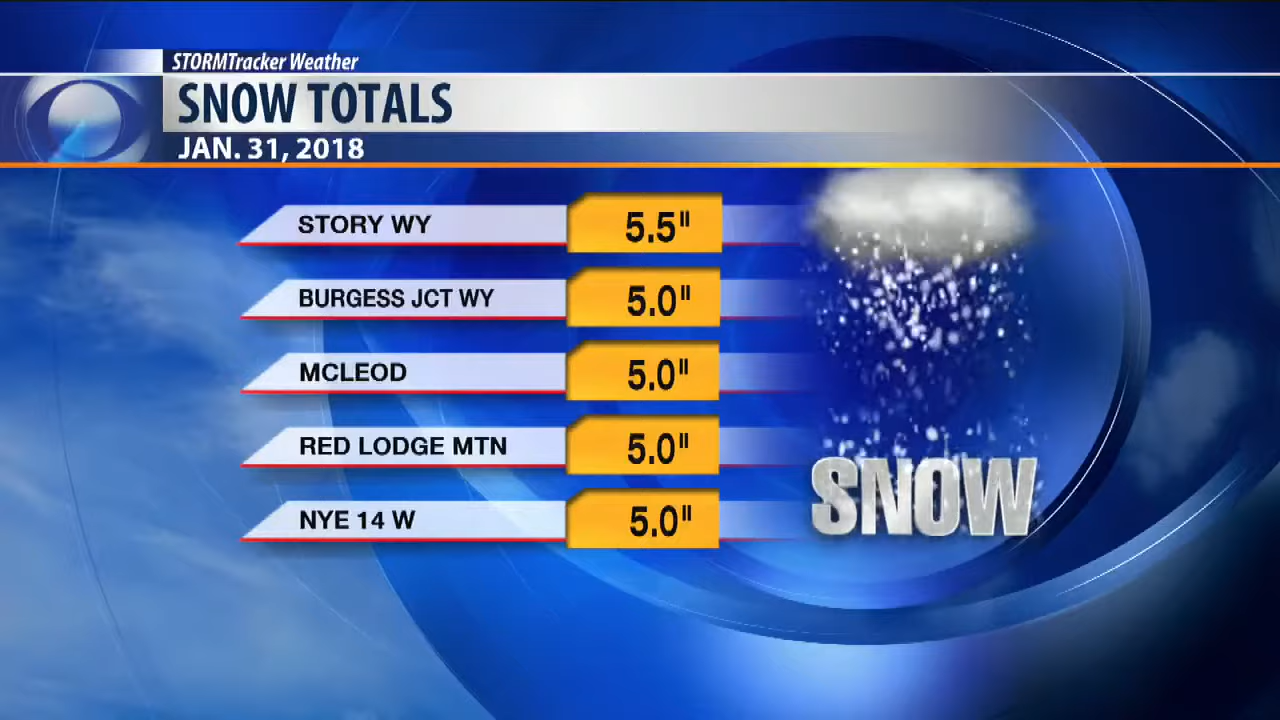 STORMTracker Weather
SNOW TOTALS
JAN. 31, 2018
STORY WY 5.5"
BURGESS JCT WY 5.0"
MCLEOD 5.0"
RED LODGE MTN 5.0"
NYE 14 W 5.0"
SNOW